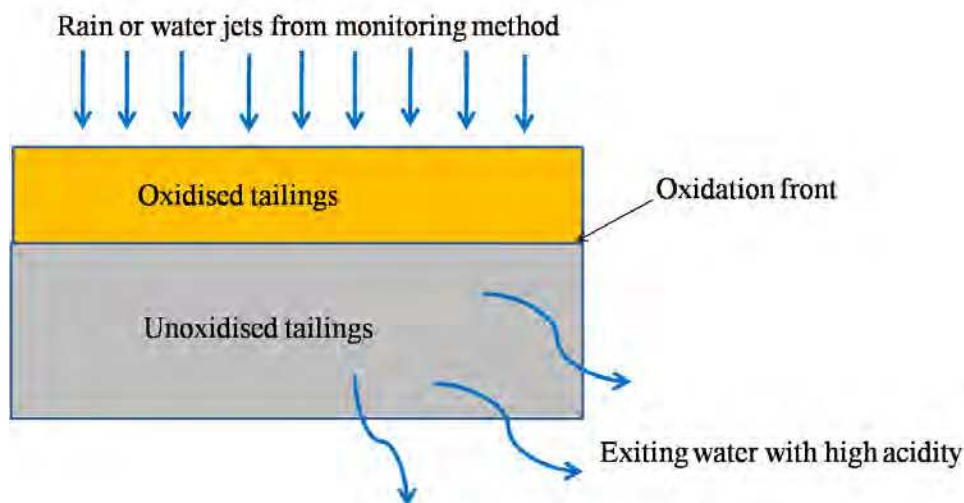 Rain or water jets from monitoring method
Oxidised tailings
Oxidation front
Unoxidised tailings
Exiting water with high acidity